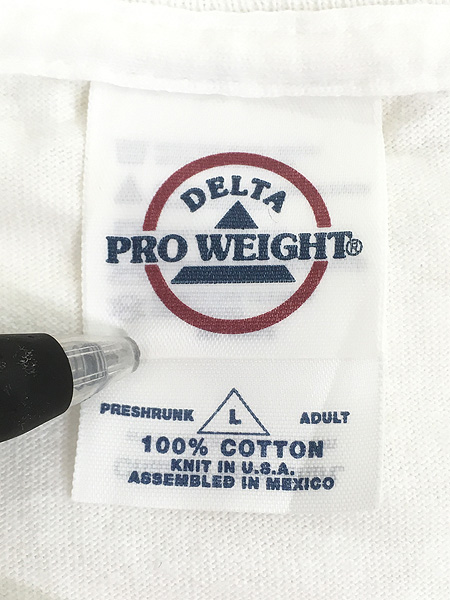 DELTA
PRO WEIGHT®
PRESHRUNK L ADULT
100% COTTON
KNIT IN U.S.A.
ASSEMBLED IN MEXICO